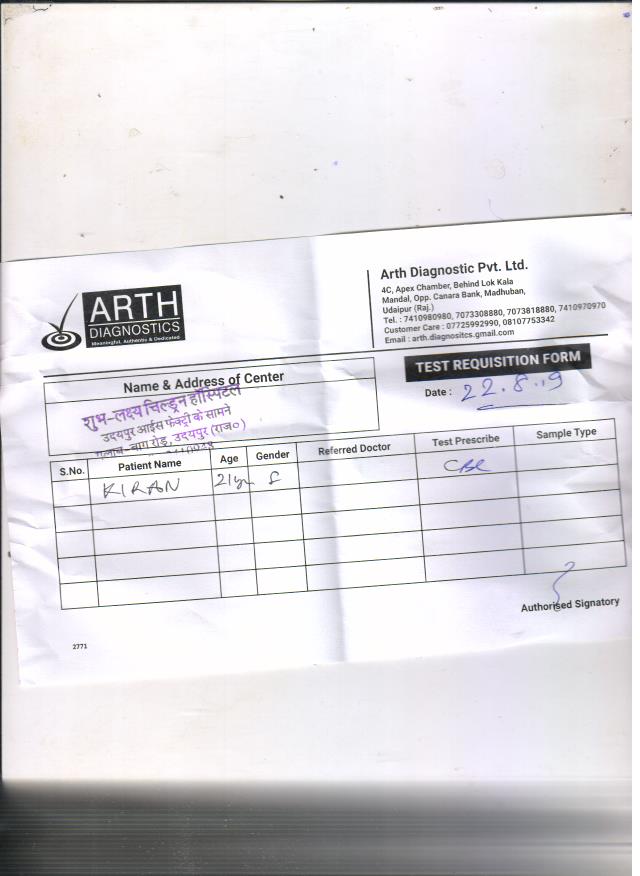 ARTH
DIAGNOSTICS
Meaningful, Authentic & Dedicated
Arth Diagnostic Pvt. Ltd.
4C, Apex Chamber, Behind Lok Kala
Mandal, Opp. Canara Bank, Madhuban,
Udaipur (Raj.)
Tel. : 7410980980, 7073308880, 7073818880, 7410970970
Customer Care : 07725992990, 08107753342
Email : arth.diagnositcs.gmail.com
TEST REQUISITION FORM
Date : 22.8.19
Name & Address of Center
शुभ-लक्ष्य चिल्ड्रन हॉस्पिटल
उदयपुर आईस फेक्ट्री के सामने
गुलाब-बाग रोड़, उदयपुर (राज०)
S.No. Patient Name Age Gender Referred Doctor Test Prescribe Sample Type
KIRAN 21yr f
Authorised Signatory
2771